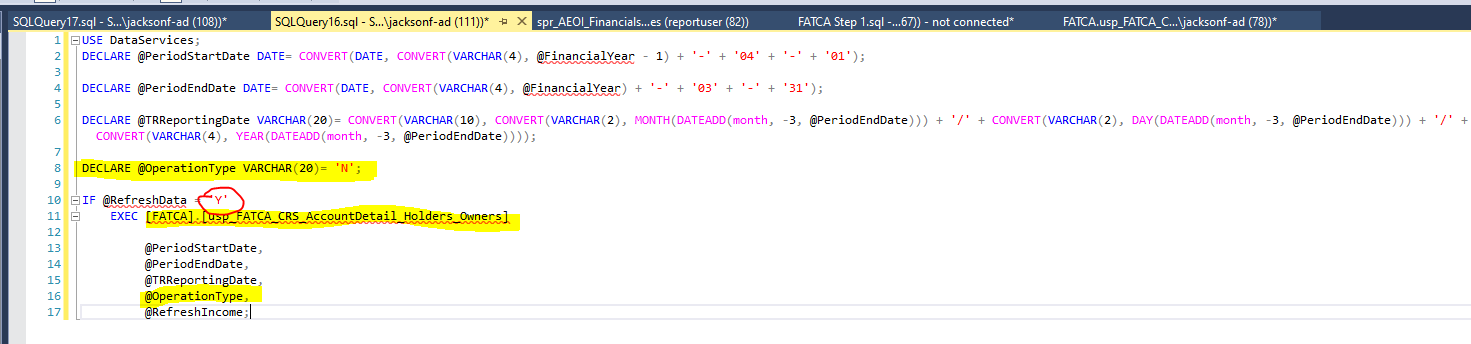 SQLQuery17.sql - S...\jacksonf-ad (108))* SQLQuery16.sql - S...\jacksonf-ad (111))* spr_AEOI_Financials...es (reportuser (82)) FATCA Step 1.sql -...67)) - not connected* FATCA.usp_FATCA_C...\jacksonf-ad (78))*
1 USE DataServices;
2 DECLARE @PeriodStartDate DATE= CONVERT(DATE, CONVERT(VARCHAR(4), @FinancialYear - 1) + '-' + '04' + '-' + '01');
3
4 DECLARE @PeriodEndDate DATE= CONVERT(DATE, CONVERT(VARCHAR(4), @FinancialYear) + '-' + '03' + '-' + '31');
5
6 DECLARE @TRReportingDate VARCHAR(20)= CONVERT(VARCHAR(10), CONVERT(VARCHAR(2), MONTH(DATEADD(month, -3, @PeriodEndDate))) + '/' + CONVERT(VARCHAR(2), DAY(DATEADD(month, -3, @PeriodEndDate))) + '/' +
CONVERT(VARCHAR(4), YEAR(DATEADD(month, -3, @PeriodEndDate))));
7
8 DECLARE @OperationType VARCHAR(20)= 'N';
9
10 IF @RefreshData = 'Y'
11 EXEC [FATCA].[usp_FATCA_CRS_AccountDetail_Holders_Owners]
12
13 @PeriodStartDate,
14 @PeriodEndDate,
15 @TRReportingDate,
16 @OperationType,
17 @RefreshIncome;